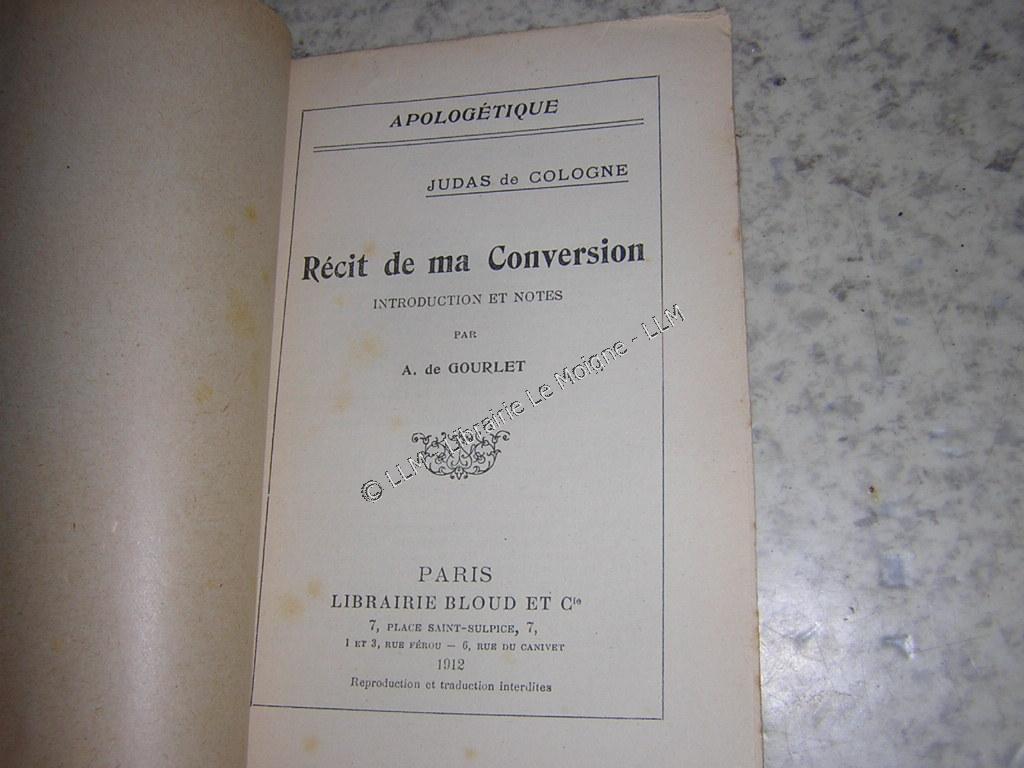 APOLOGÉTIQUE
JUDAS de COLOGNE
Récit de ma Conversion
INTRODUCTION ET NOTES
PAR
A. de GOURLET
© LLM - Librairie Le Moigne - LLM
PARIS
LIBRAIRIE BLOUD ET Cie
7, PLACE SAINT-SULPICE, 7,
1 ET 3, RUE FÉROU — 6, RUE DU CANIVET
1912
Reproduction et traduction interdites